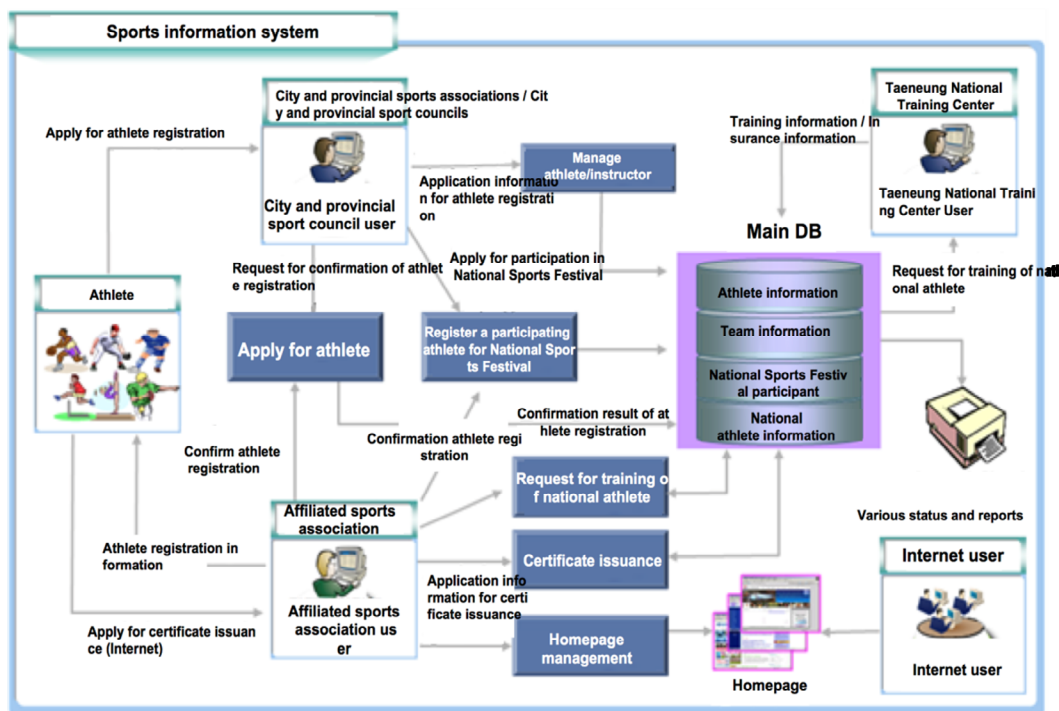 Sports information system
City and provincial sports associations / Cit
y and provincial sport councils
Taeneung National
Training Center
Apply for athlete registration
Training information / In
surance information
Manage
athlete/instructor
Application informatio
n for athlete registrati
on
City and provincial
sport council user
Taeneung National Traini
ng Center User
Main DB
Request for confirmation of athlet
e registration
Apply for participation in
National Sports Festival
Request for training of nati
onal athlete
Athlete
Athlete information
Apply for athlete
Register a participating
athlete for National Spor
ts Festival
Team information
National Sports Festiv
al participant
National
athlete information
Confirmation result of at
hlete registration
Confirm athlete
registration
Confirmation athlete regi
stration
Request for training o
f national athlete
Affiliated sports
association
Various status and reports
Athlete registration in
formation
Certificate issuance
Internet user
Application info
rmation for certi
ficate issuance
Affiliated sports
association us
er
Apply for certificate issuan
ce (Internet)
Homepage
management
Homepage
Internet user